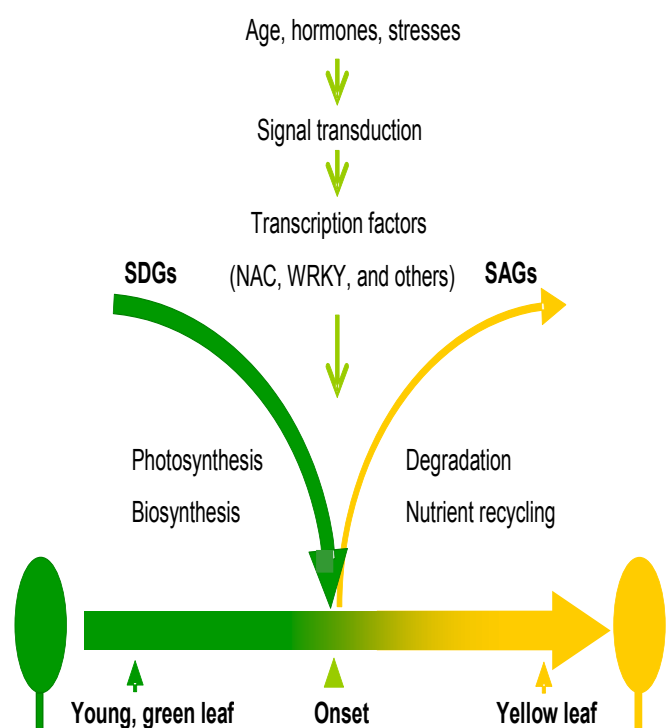 Age, hormones, stresses
Signal transduction
Transcription factors
SDGs
(NAC, WRKY, and others)
SAGs
Photosynthesis
Degradation
Biosynthesis
Nutrient recycling
Young, green leaf
Onset
Yellow leaf